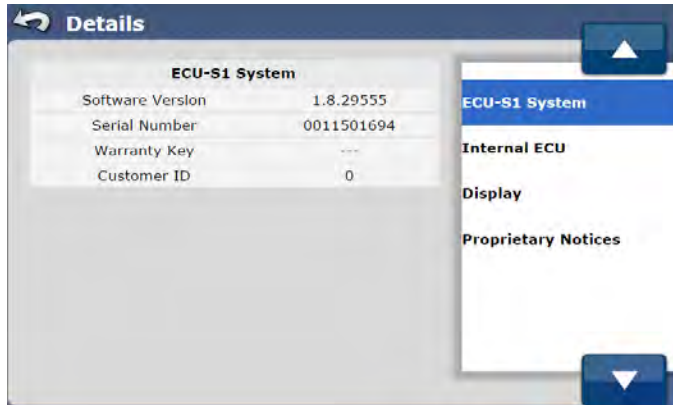 Details
ECU-S1 System
Software Version 1.8.29555
Serial Number 0011501694
Warranty Key ---
Customer ID 0
ECU-S1 System
Internal ECU
Display
Proprietary Notices